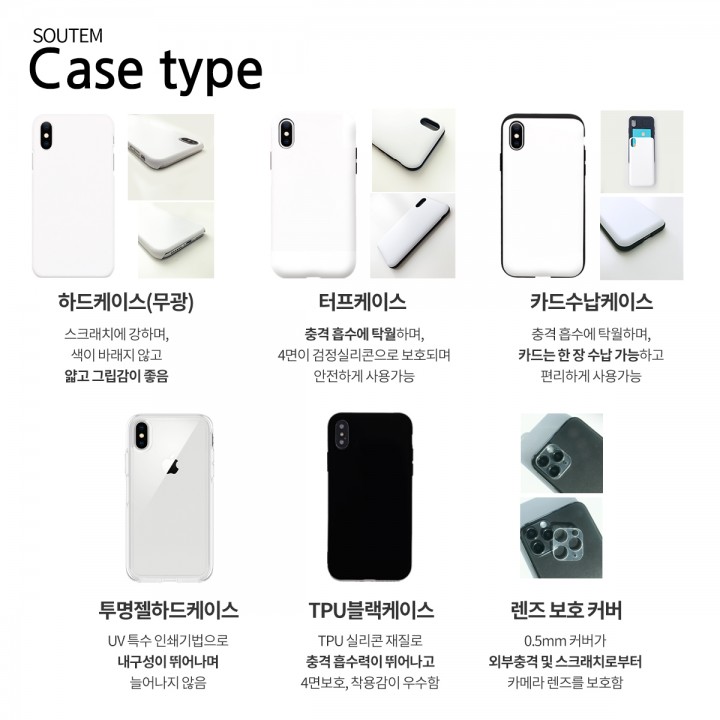 SOUTEM
Case type
하드케이스(무광)
스크래치에 강하며,
색이 바래지 않고
얇고 그립감이 좋음
터프케이스
충격 흡수에 탁월하며,
4면이 검정실리콘으로 보호되며
안전하게 사용가능
카드수납케이스
충격 흡수에 탁월하며,
카드는 한 장 수납 가능하고
편리하게 사용가능
투명젤하드케이스
UV 특수 인쇄기법으로
내구성이 뛰어나며
늘어나지 않음
TPU블랙케이스
TPU 실리콘 재질로
충격 흡수력이 뛰어나고
4면보호, 착용감이 우수함
렌즈 보호 커버
0.5mm 커버가
외부충격 및 스크래치로부터
카메라 렌즈를 보호함